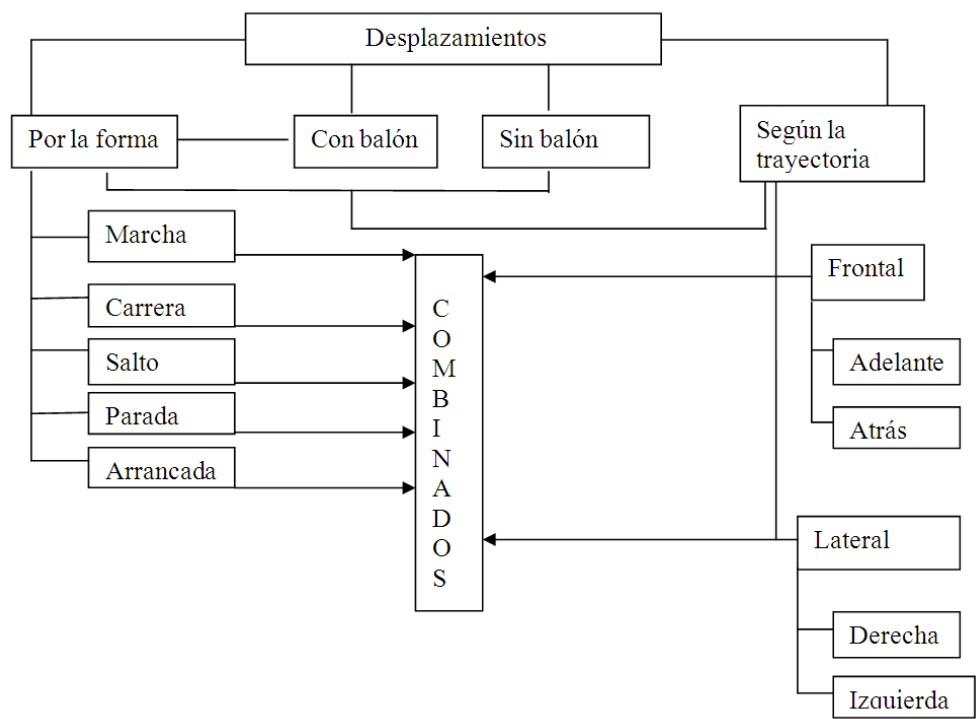 Desplazamientos
Por la forma
Con balón
Sin balón
Según la
trayectoria
Marcha
Carrera
Salto
Parada
Arrancada
C
O
M
B
I
N
A
D
O
S
Frontal
Adelante
Atrás
Lateral
Derecha
Izquierda